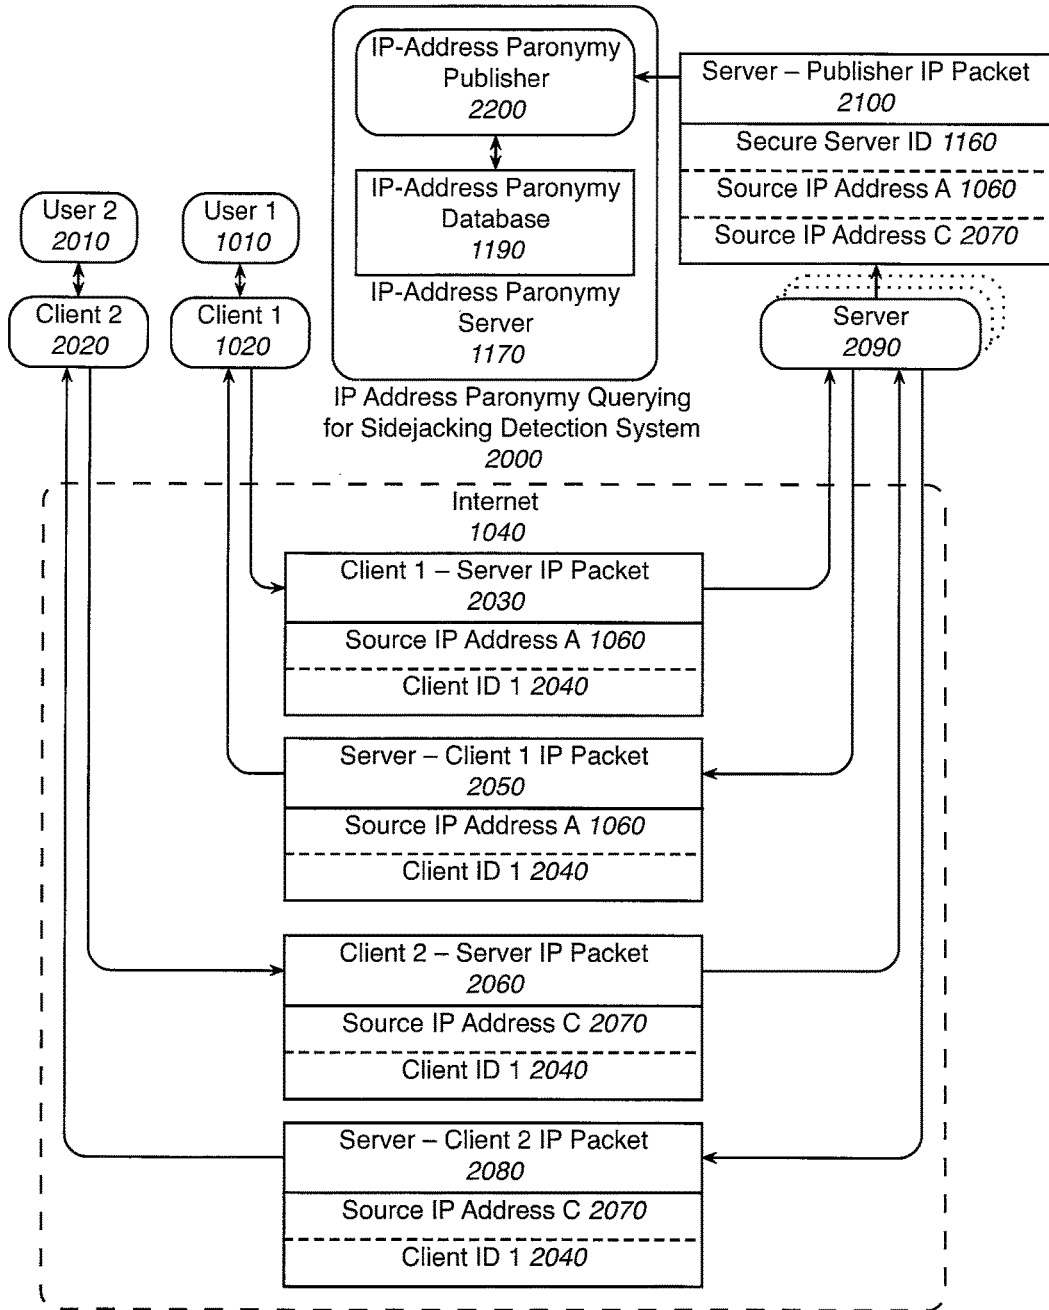 IP-Address Paronymy
Publisher
2200
IP-Address Paronymy
Database
1190
IP-Address Paronymy
Server
1170
IP Address Paronymy Querying
for Sidejacking Detection System
2000
Server – Publisher IP Packet
2100
Secure Server ID 1160
Source IP Address A 1060
Source IP Address C 2070
User 2
2010
User 1
1010
Client 2
2020
Client 1
1020
Server
2090
Internet
1040
Client 1 – Server IP Packet
2030
Source IP Address A 1060
Client ID 1 2040
Server – Client 1 IP Packet
2050
Source IP Address A 1060
Client ID 1 2040
Client 2 – Server IP Packet
2060
Source IP Address C 2070
Client ID 1 2040
Server – Client 2 IP Packet
2080
Source IP Address C 2070
Client ID 1 2040